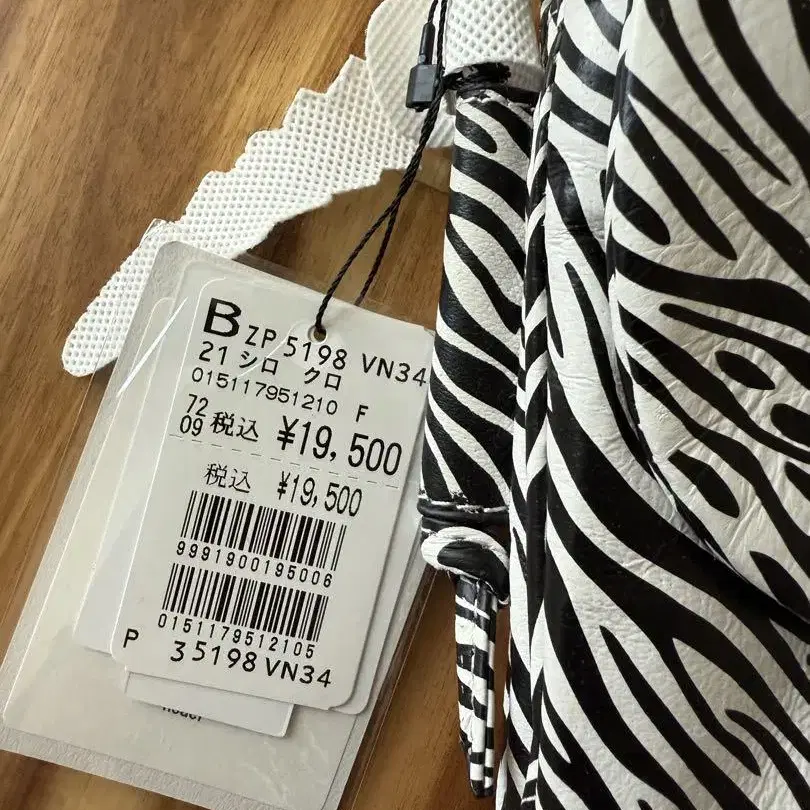 B ZP 5198 VN34
21 シロ クロ
015117951210 F
72
09 税込 ¥19,500
税込 ¥19,500
9991900195006
0151179512105
P 35198 VN34